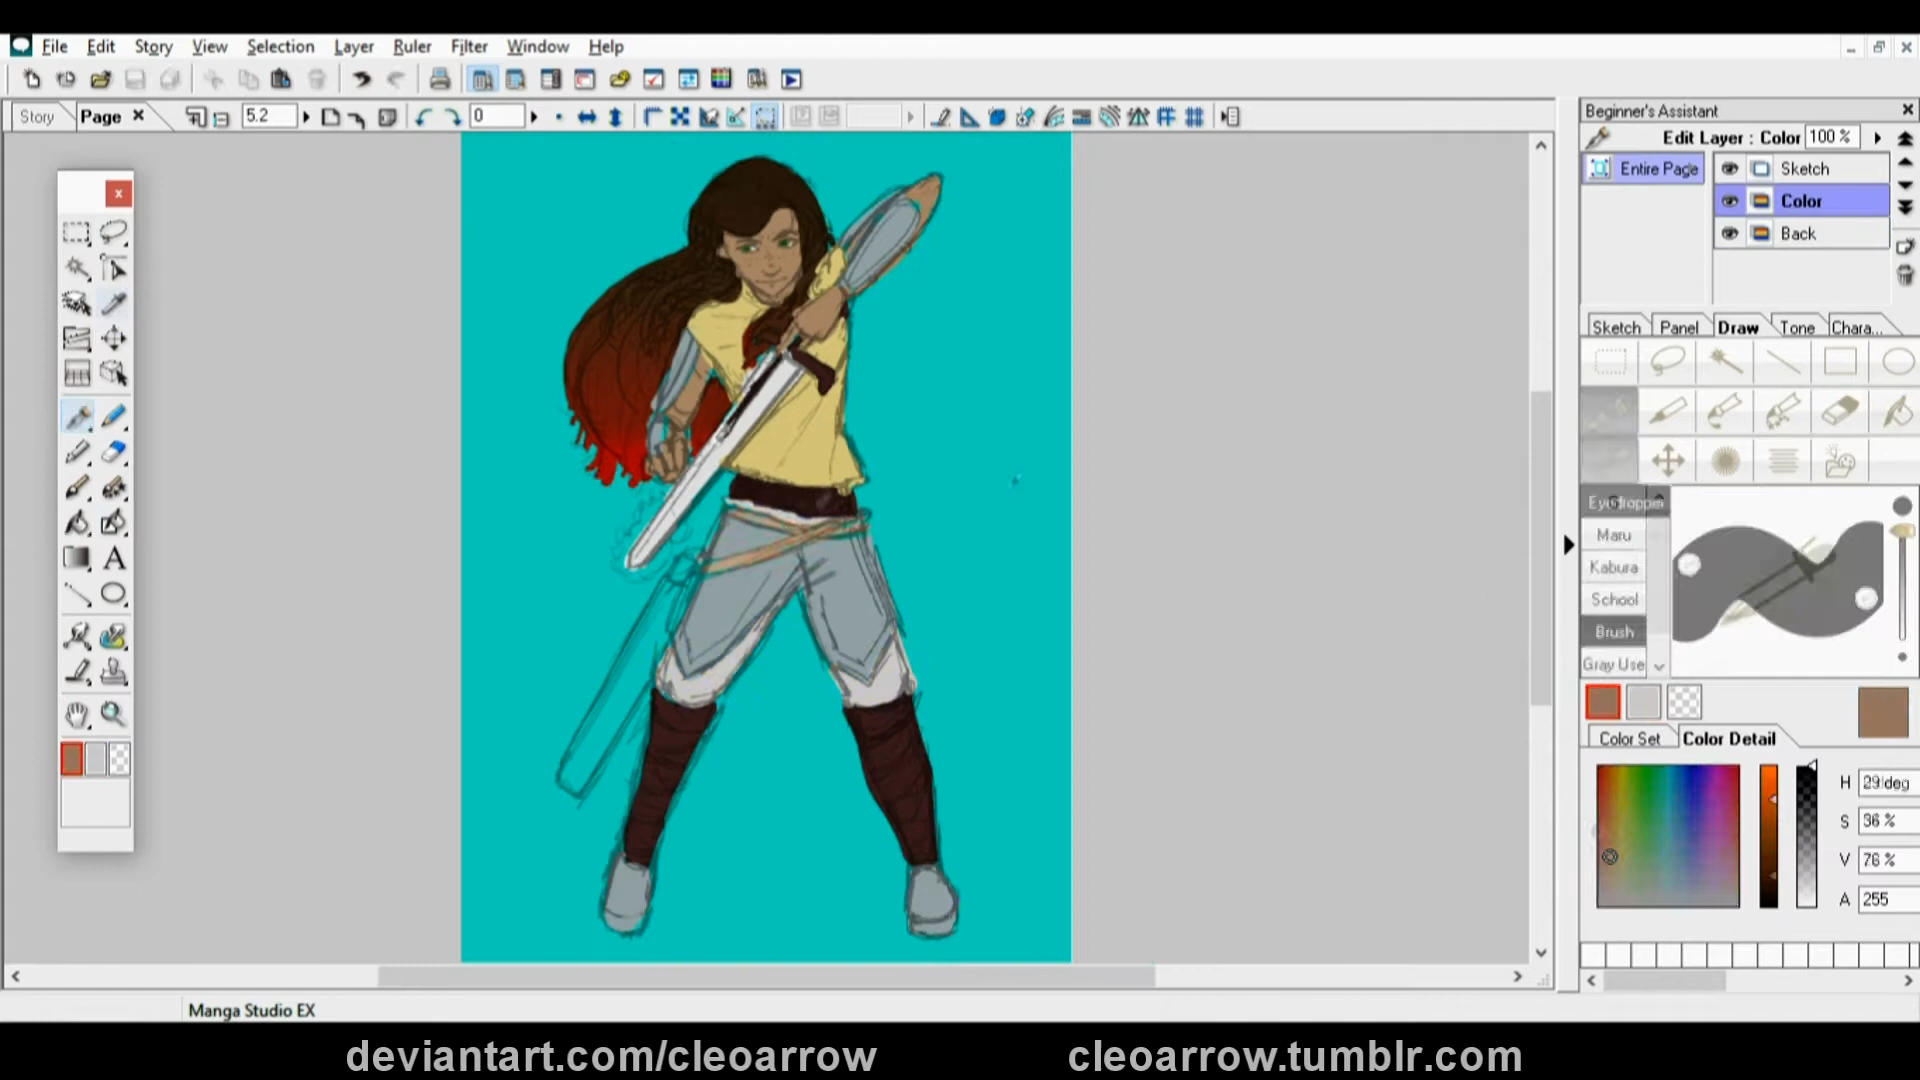 File Edit Story View Selection Layer Ruler Filter Window Help
Story Page 5.2 0
Beginner's Assistant
Edit Layer : Color 100 %
Entire Page
Sketch
Color
Back
Sketch Panel Draw Tone Chara...
Maru
Kabura
School
Brush
Gray Use
Color Set Color Detail
H 29 deg
S 36 %
V 76 %
A 255
A
Manga Studio EX
deviantart.com/cleoarrow cleoarrow.tumblr.com